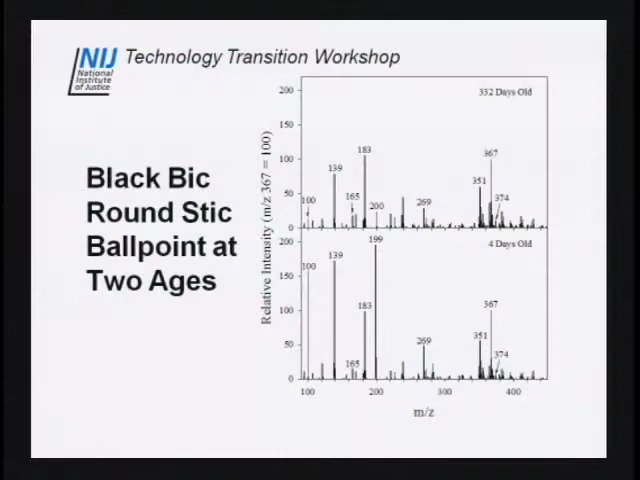 NIJ
National
Institute
of Justice
Technology Transition Workshop
Black Bic
Round Stic
Ballpoint at
Two Ages
Relative Intensity (m/z 367 = 100)
200
150
100
50
0
332 Days Old
100
139
165
183
200
269
351
367
374
200
150
100
50
0
4 Days Old
100
139
165
183
199
269
351
367
374
100
200
300
400
m/z